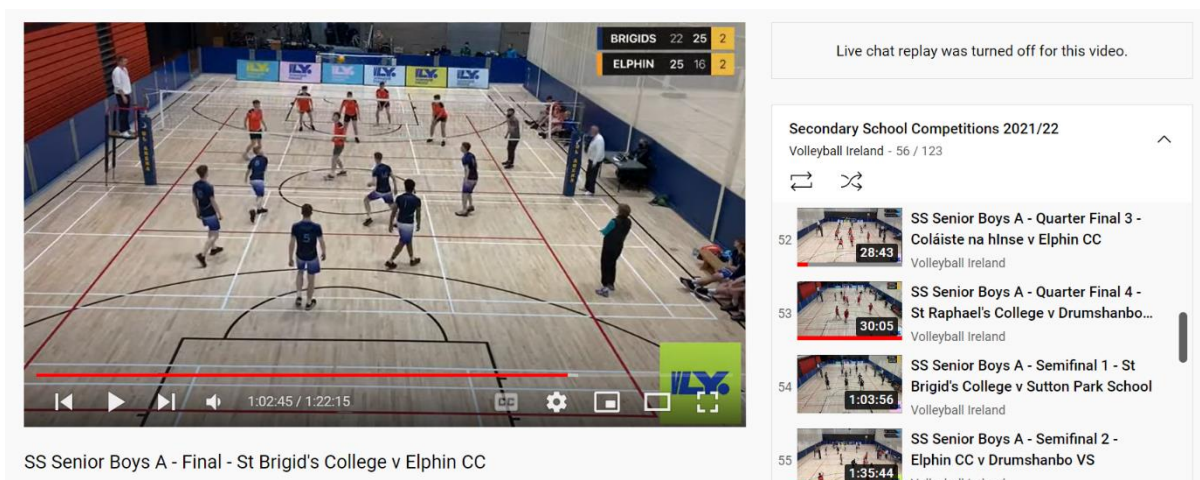 BRIGIDS 22 25 2
ELPHIN 25 16 2
ILY.
1:02:45 / 1:22:15
CC
SS Senior Boys A - Final - St Brigid's College v Elphin CC
Live chat replay was turned off for this video.
Secondary School Competitions 2021/22
Volleyball Ireland - 56 / 123
52
28:43
SS Senior Boys A - Quarter Final 3 -
Coláiste na hInse v Elphin CC
Volleyball Ireland
53
30:05
SS Senior Boys A - Quarter Final 4 -
St Raphael's College v Drumshanbo...
Volleyball Ireland
54
1:03:56
SS Senior Boys A - Semifinal 1 - St
Brigid's College v Sutton Park School
Volleyball Ireland
55
1:35:44
SS Senior Boys A - Semifinal 2 -
Elphin CC v Drumshanbo VS